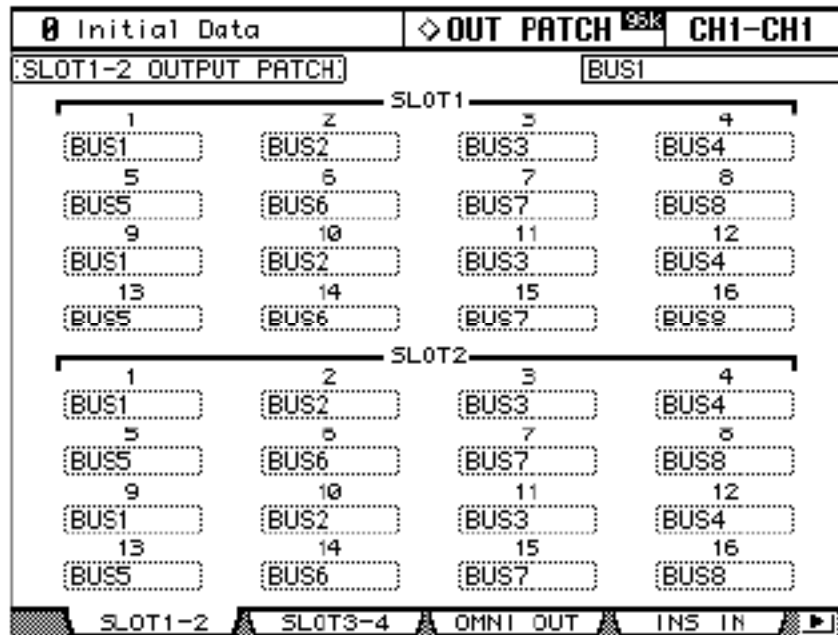 0 Initial Data ◇OUT PATCH 96K CH1-CH1
SLOT1-2 OUTPUT PATCH BUS1
SLOT1
1 2 3 4
BUS1 BUS2 BUS3 BUS4
5 6 7 8
BUS5 BUS6 BUS7 BUS8
9 10 11 12
BUS1 BUS2 BUS3 BUS4
13 14 15 16
BUS5 BUS6 BUS7 BUS8
SLOT2
1 2 3 4
BUS1 BUS2 BUS3 BUS4
5 6 7 8
BUS5 BUS6 BUS7 BUS8
9 10 11 12
BUS1 BUS2 BUS3 BUS4
13 14 15 16
BUS5 BUS6 BUS7 BUS8
SLOT1-2 SLOT3-4 OMNI OUT INS IN